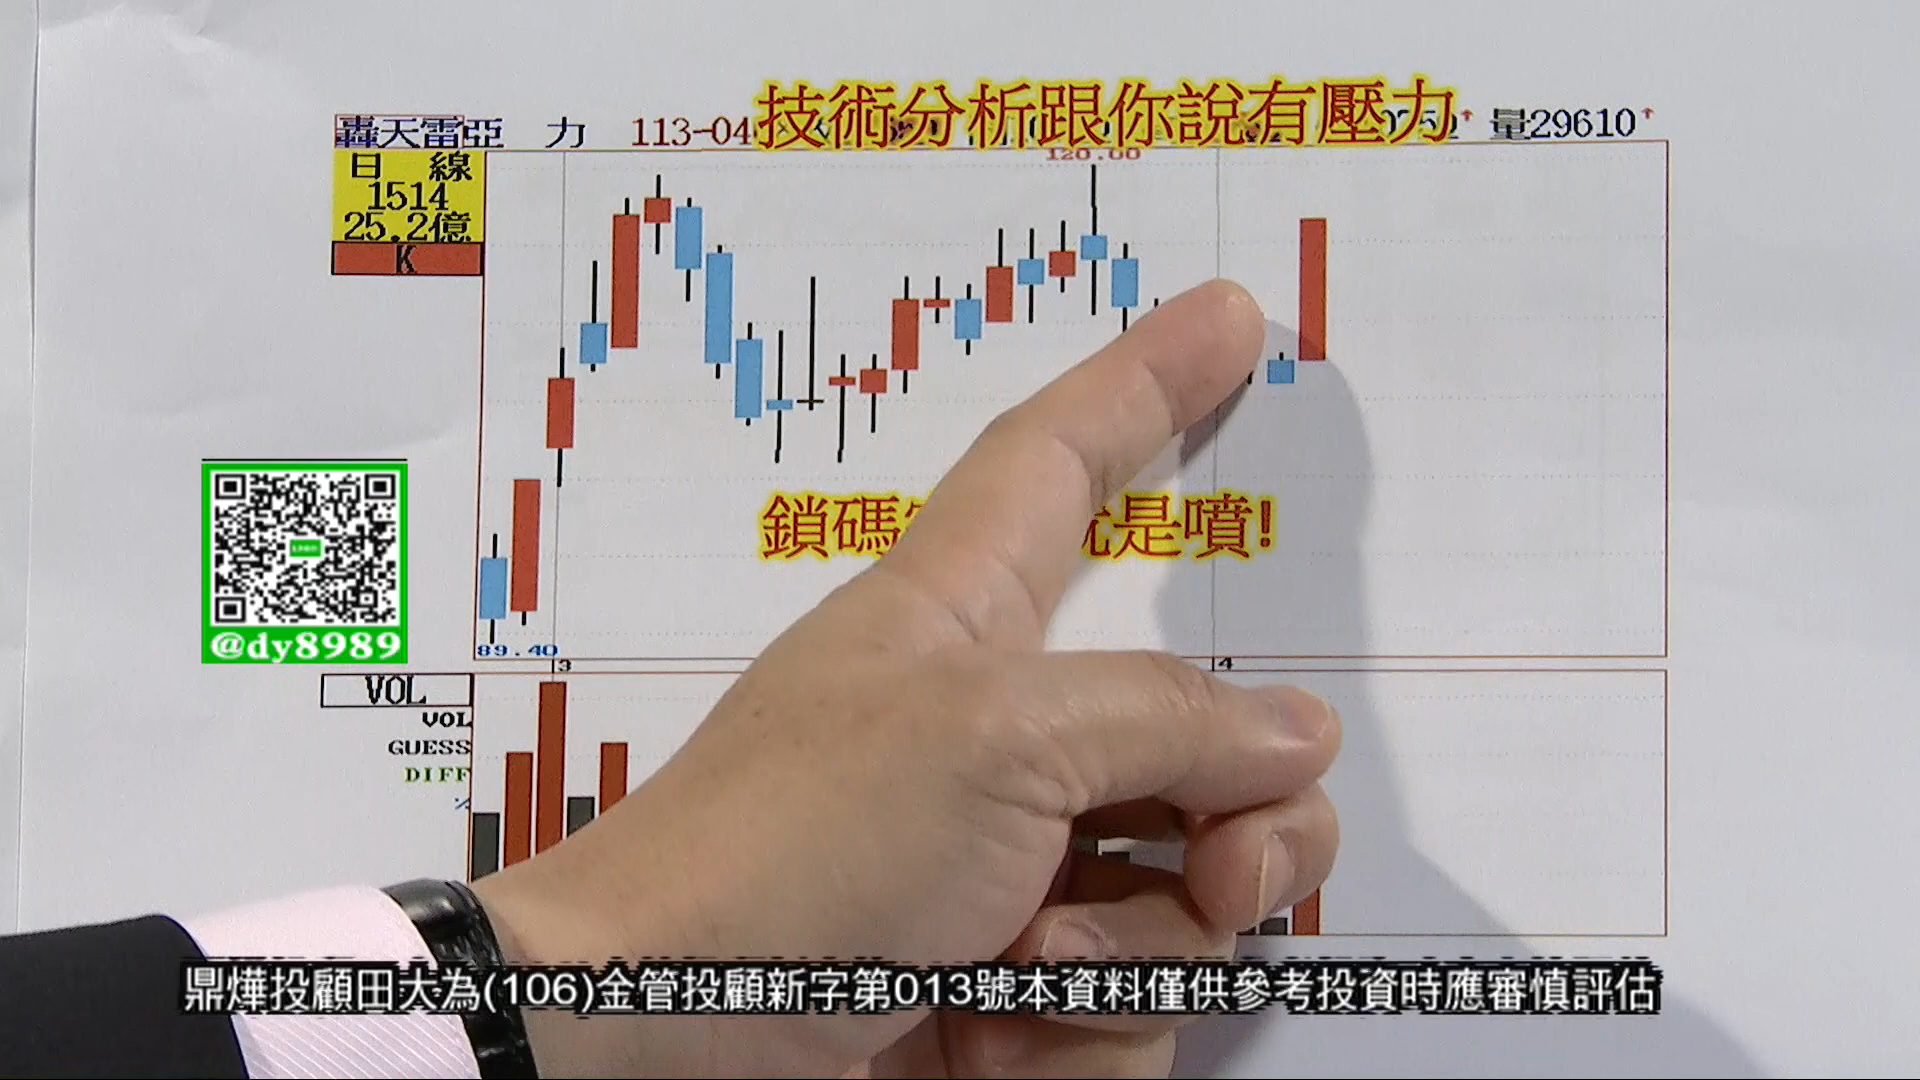 技術分析跟你說有壓力
轟天雷亞力 113-04 量29610↑
120.00
日線
1514
25.2億
K
鎖碼 就是噴!
@dy8989
89.40
3 4
VOL
VOL
GUESS
DIFF
%
鼎燁投顧田大為(106)金管投顧新字第013號本資料僅供參考投資時應審慎評估